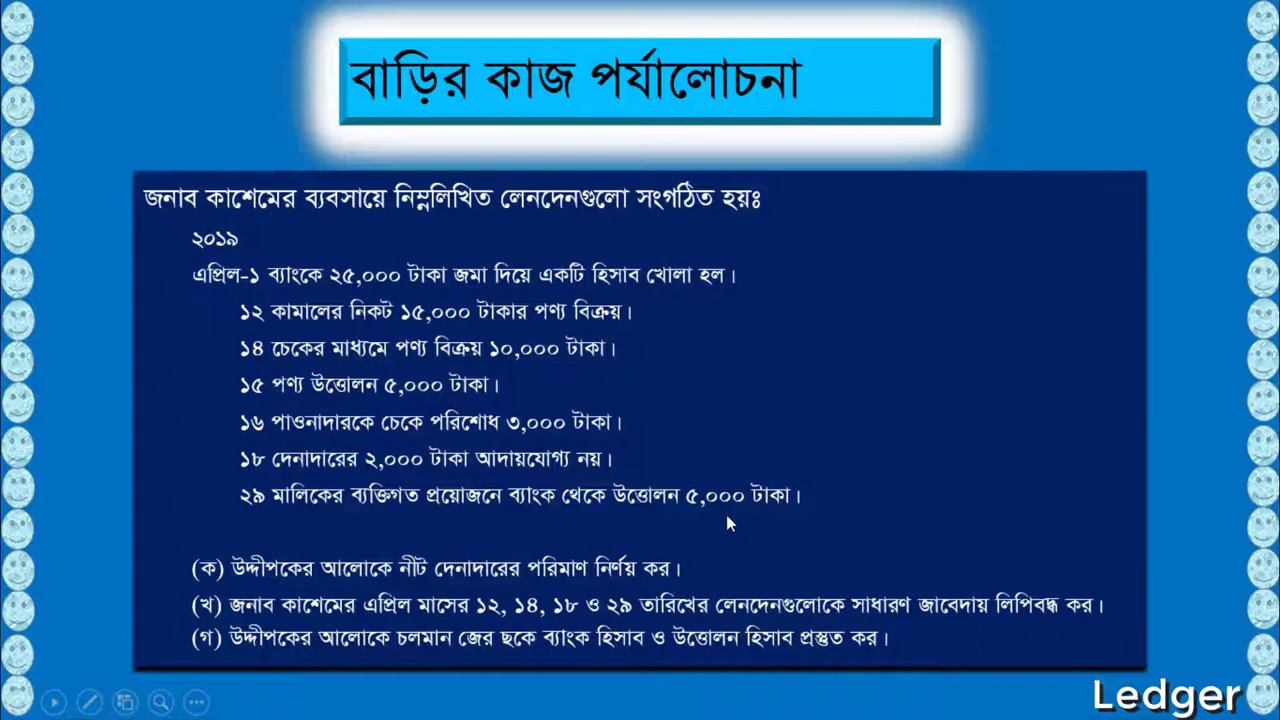 বাড়ির কাজ পর্যালোচনা
জনাব কাশেমের ব্যবসায়ে নিম্নলিখিত লেনদেনগুলো সংগঠিত হয়ঃ
২০১৯
এপ্রিল-১ ব্যাংকে ২৫,০০০ টাকা জমা দিয়ে একটি হিসাব খোলা হল।
১২ কামালের নিকট ১৫,০০০ টাকার পণ্য বিক্রয়।
১৪ চেকের মাধ্যমে পণ্য বিক্রয় ১০,০০০ টাকা।
১৫ পণ্য উত্তোলন ৫,০০০ টাকা।
১৬ পাওনাদারকে চেকে পরিশোধ ৩,০০০ টাকা।
১৮ দেনাদারের ২,০০০ টাকা আদায়যোগ্য নয়।
২৯ মালিকের ব্যক্তিগত প্রয়োজনে ব্যাংক থেকে উত্তোলন ৫,০০০ টাকা।
(ক) উদ্দীপকের আলোকে নীট দেনাদারের পরিমাণ নির্ণয় কর।
(খ) জনাব কাশেমের এপ্রিল মাসের ১২, ১৪, ১৮ ও ২৯ তারিখের লেনদেনগুলোকে সাধারণ জাবেদায় লিপিবদ্ধ কর।
(গ) উদ্দীপকের আলোকে চলমান জের ছকে ব্যাংক হিসাব ও উত্তোলন হিসাব প্রস্তুত কর।
Ledger